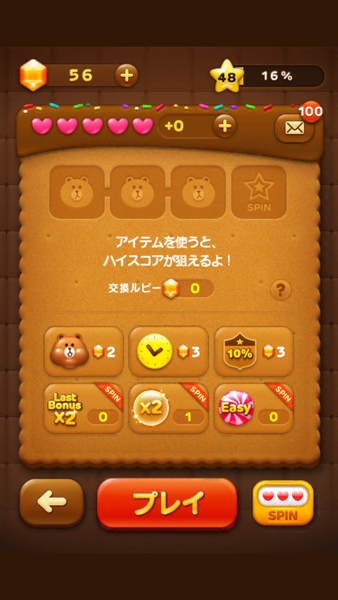 56
48
16%
+0
100
SPIN
アイテムを使うと、
ハイスコアが狙えるよ！
交換ルビー 0
?
2
3
10%
3
Last Bonus X2
SPIN
0
X2
SPIN
1
Easy
SPIN
0
プレイ
SPIN